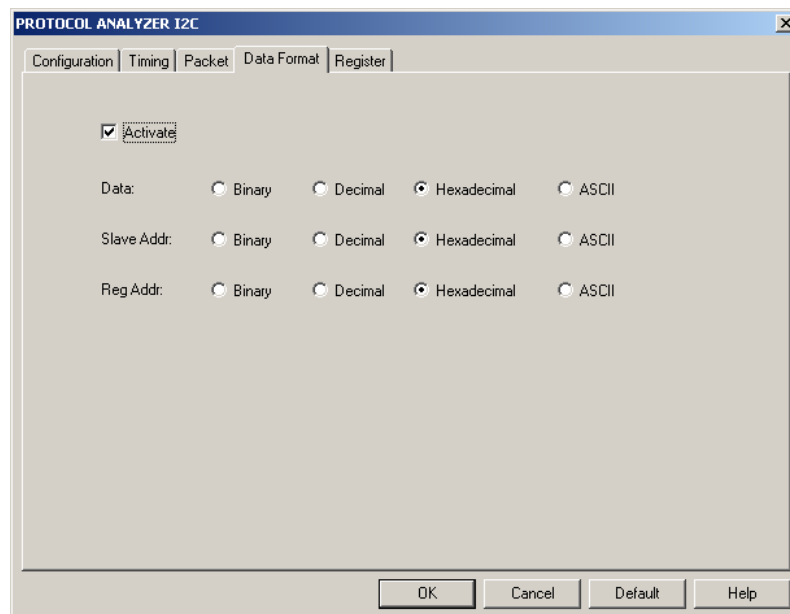 PROTOCOL ANALYZER I2C
Configuration Timing Packet Data Format Register
Activate
Data: Binary Decimal Hexadecimal ASCII
Slave Addr: Binary Decimal Hexadecimal ASCII
Reg Addr: Binary Decimal Hexadecimal ASCII
OK Cancel Default Help